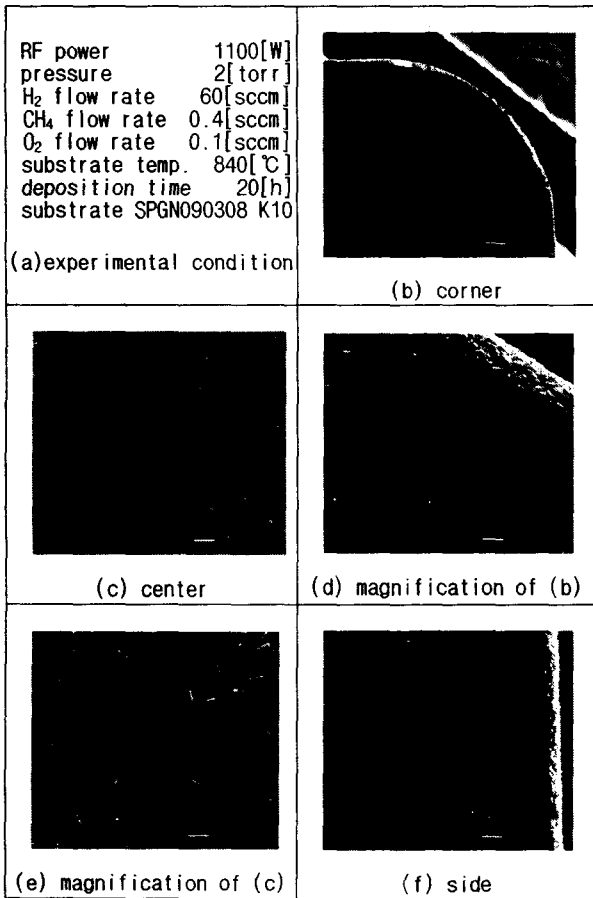 RF power 1100[W]
pressure 2[torr]
H₂ flow rate 60[sccm]
CH₄ flow rate 0.4[sccm]
O₂ flow rate 0.1[sccm]
substrate temp. 840[℃]
deposition time 20[h]
substrate SPGN090308 K10
(a)experimental condition
(b) corner
(c) center
(d) magnification of (b)
(e) magnification of (c)
(f) side